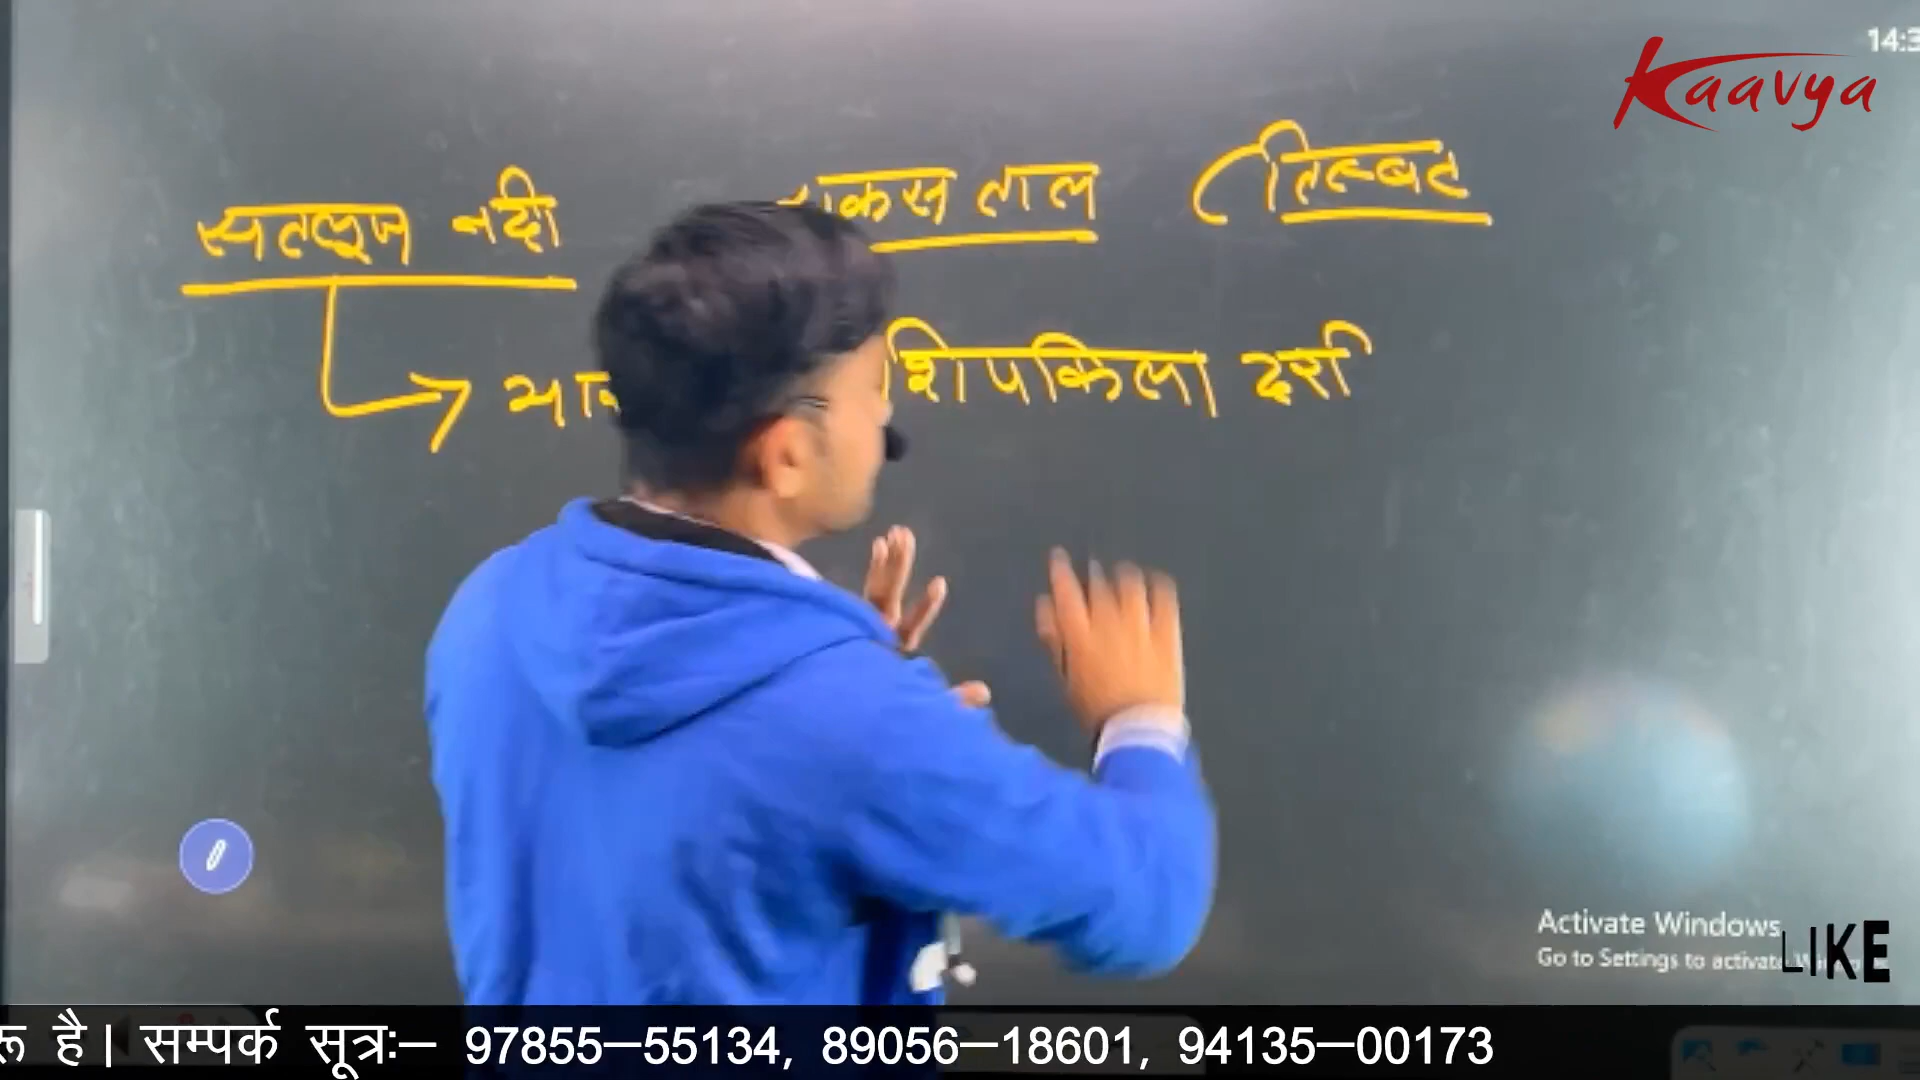 Kaavya
सतलूज नदी राकस ताल (तिब्बत
शिपकिला दर्रा
Activate Windows
Go to Settings to activate
LIKE
है। सम्पर्क सूत्रः– 97855–55134, 89056–18601, 94135–00173